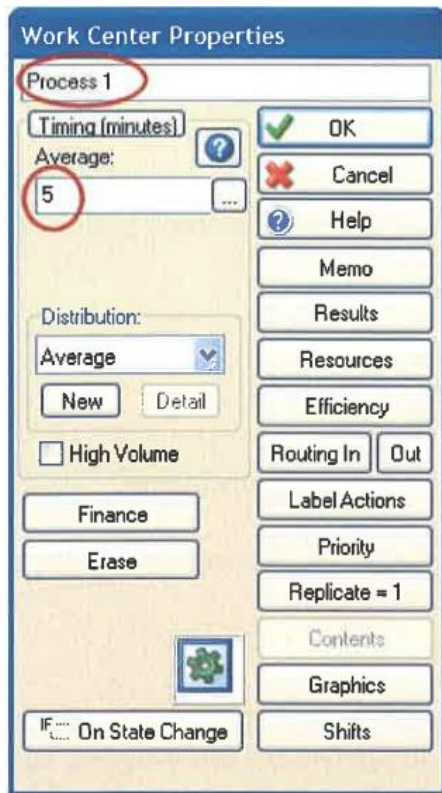 Work Center Properties
Process 1
Timing (minutes)
Average:
5
...
Distribution:
Average
New
Detail
High Volume
Finance
Erase
IF On State Change
OK
Cancel
Help
Memo
Results
Resources
Efficiency
Routing In
Out
Label Actions
Priority
Replicate = 1
Contents
Graphics
Shifts